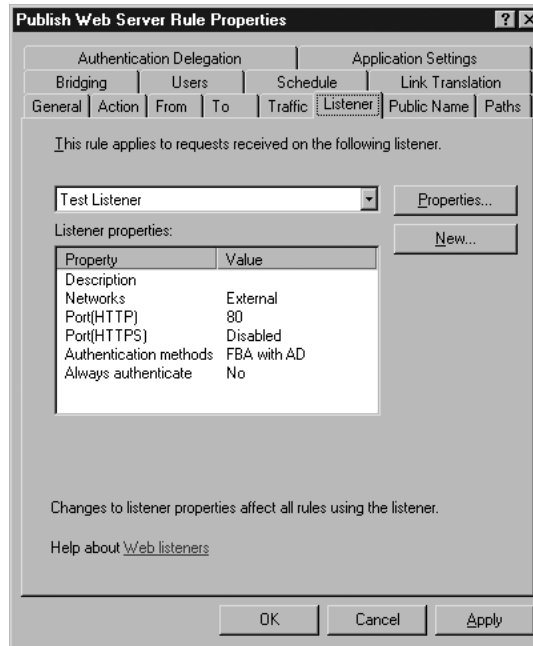 Publish Web Server Rule Properties
Authentication Delegation Application Settings
Bridging Users Schedule Link Translation
General Action From To Traffic Listener Public Name Paths
This rule applies to requests received on the following listener.
Test Listener Properties...
Listener properties: New...
Property Value
Description
Networks External
Port(HTTP) 80
Port(HTTPS) Disabled
Authentication methods FBA with AD
Always authenticate No
Changes to listener properties affect all rules using the listener.
Help about Web listeners
OK Cancel Apply